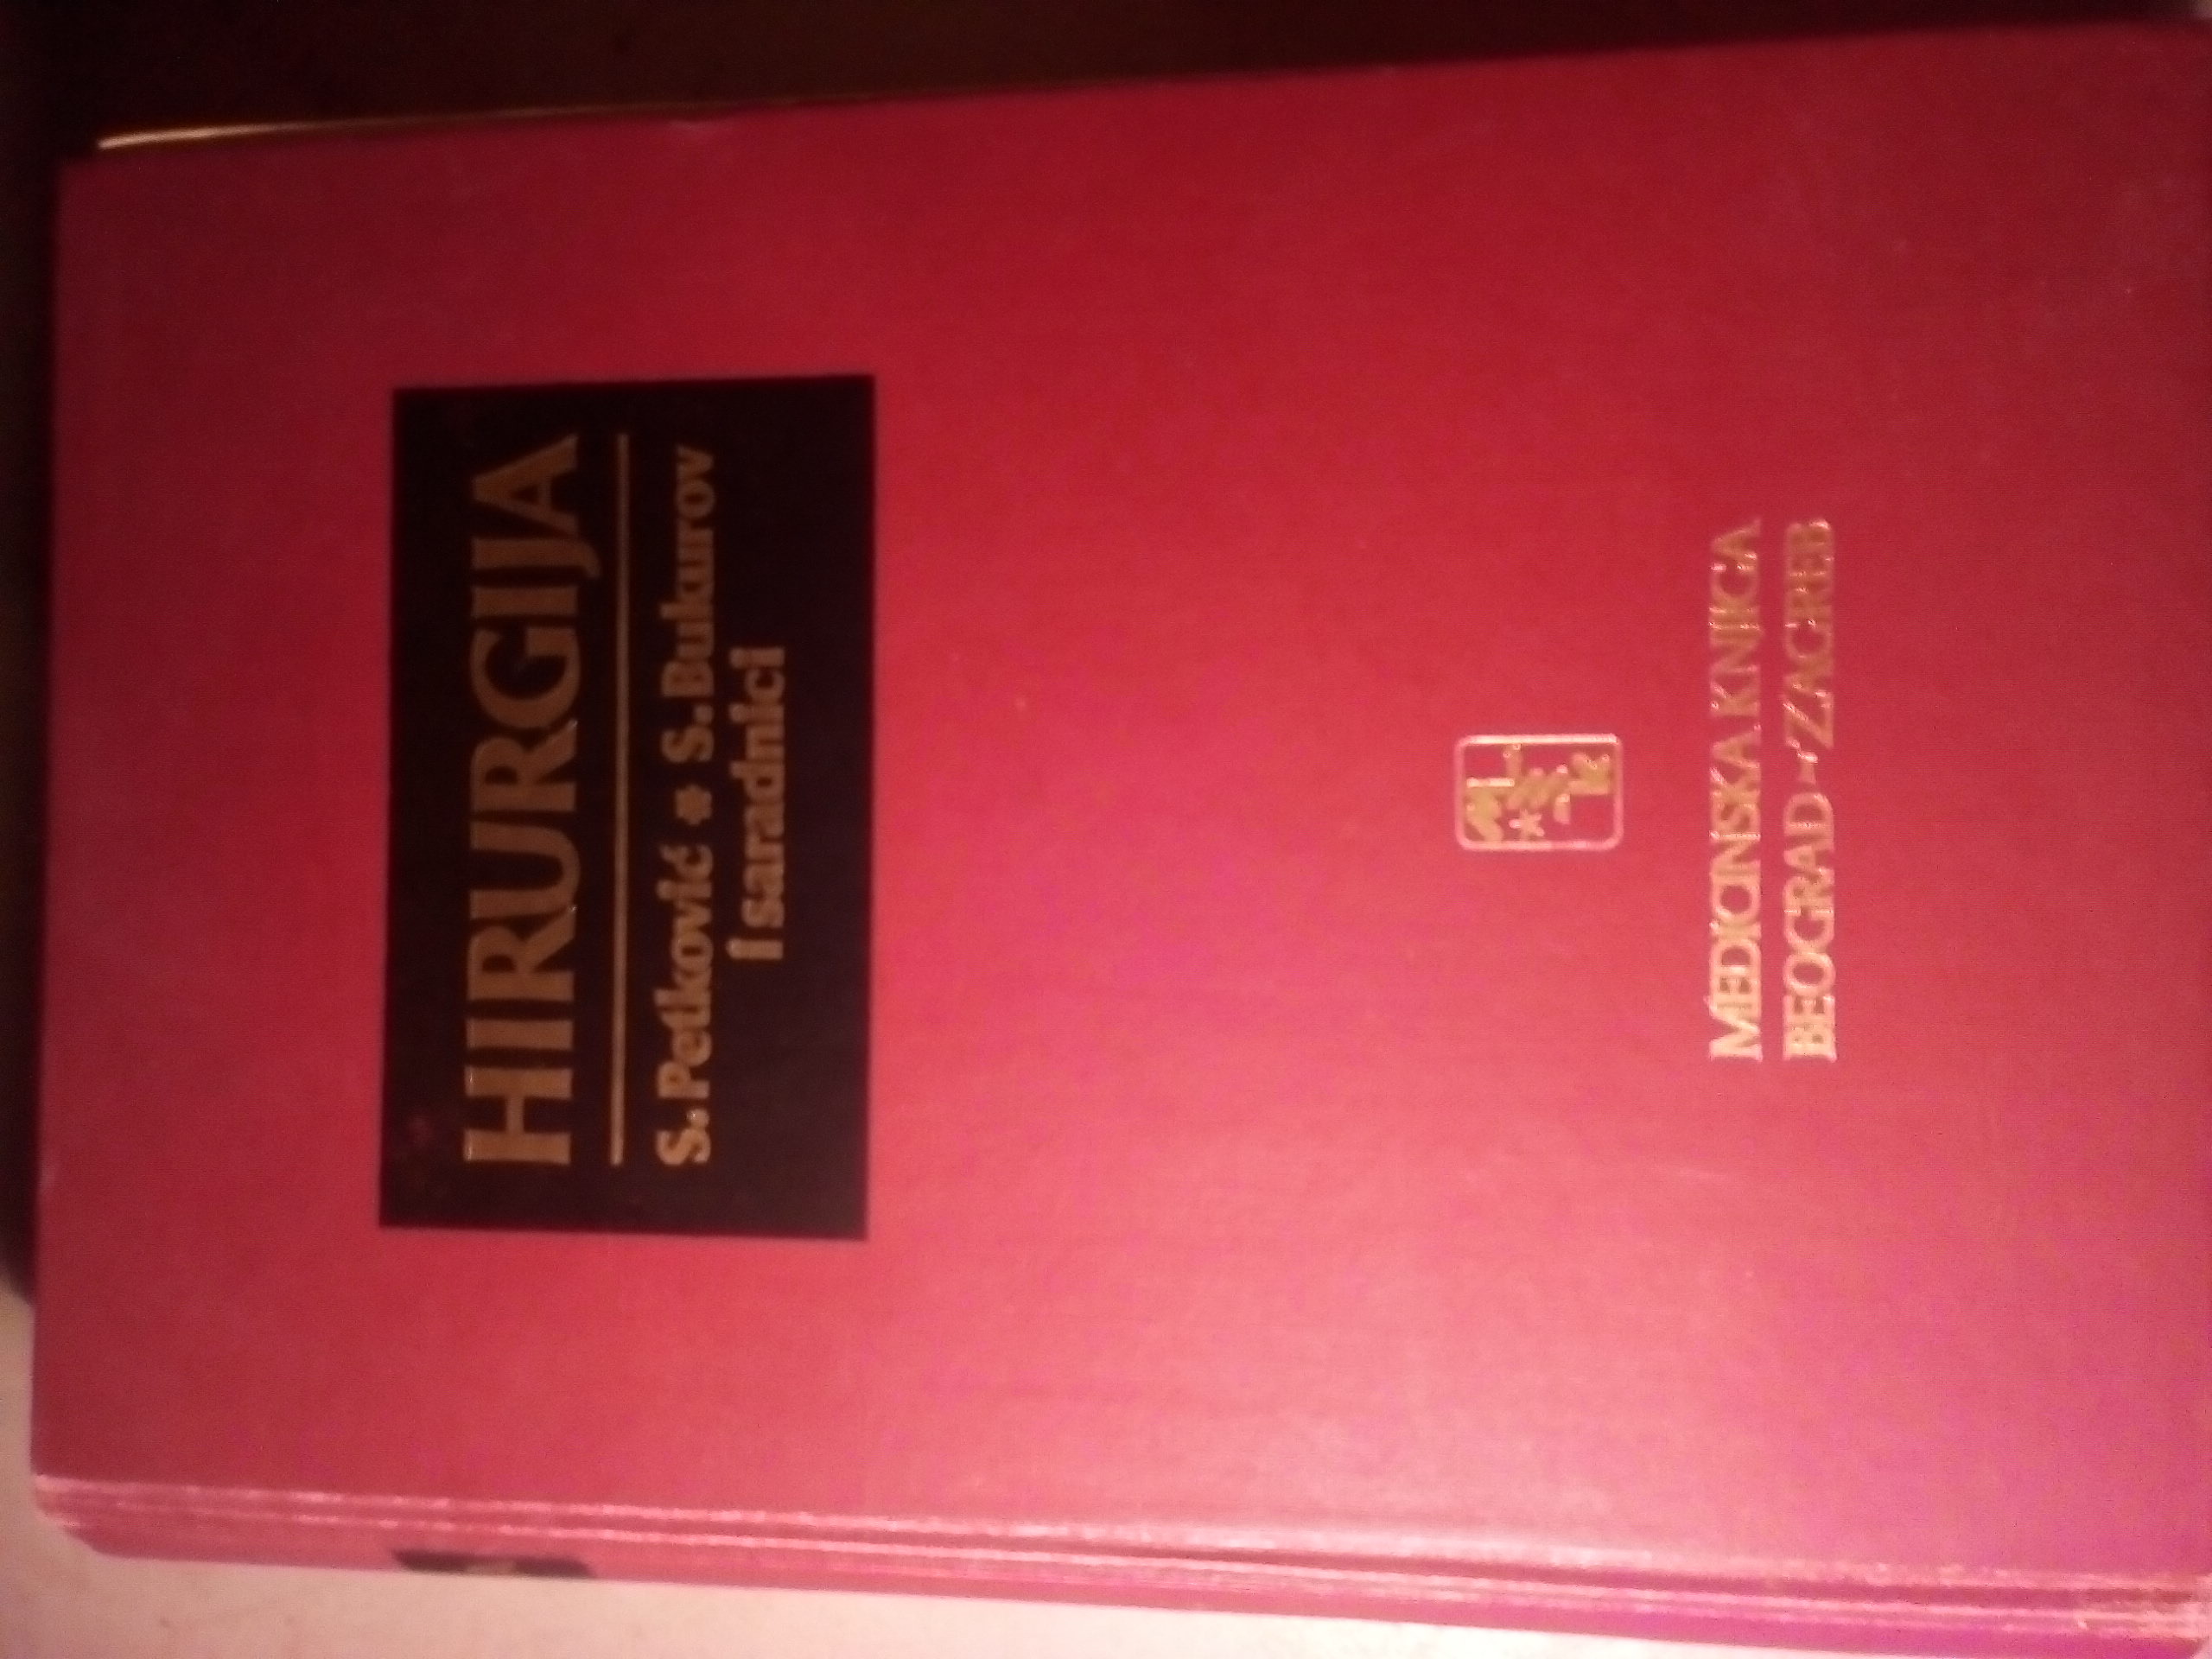 HIRURGIJA
S. Petković * S. Bukurov
i saradnici
MEDICINSKA KNJIGA
BEOGRAD - ZAGREB